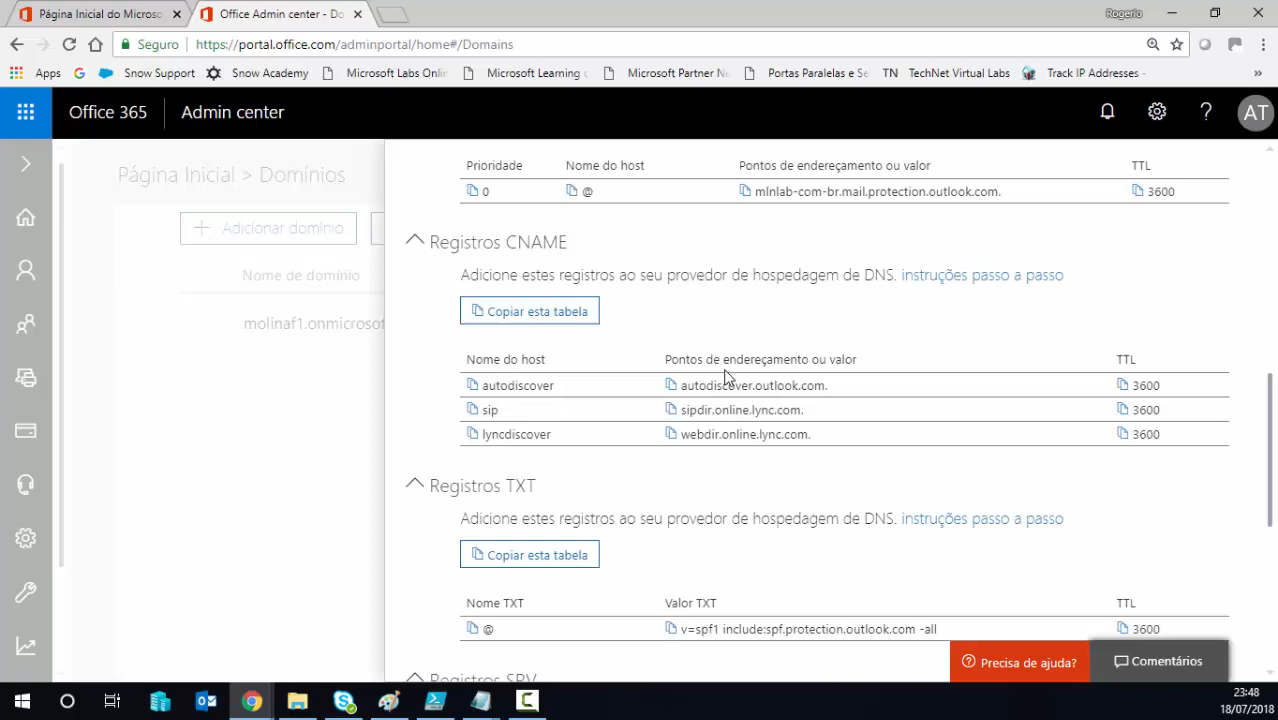 Página Inicial do Microso
Office Admin center - Do
Rogerio
Seguro
https://portal.office.com/adminportal/home#/Domains
Apps
Snow Support
Snow Academy
Microsoft Labs Onli
Microsoft Learning
Microsoft Partner N
Portas Paralelas e Se
TN TechNet Virtual Labs
Track IP Addresses -
»
Office 365
Admin center
AT
Página Inicial > Domínios
Adicionar domínio
Nome de domínio
molinaf1.onmicrosof
Prioridade Nome do host Pontos de endereçamento ou valor TTL
0 @ mlnlab-com-br.mail.protection.outlook.com. 3600
Registros CNAME
Adicione estes registros ao seu provedor de hospedagem de DNS. instruções passo a passo
Copiar esta tabela
Nome do host Pontos de endereçamento ou valor TTL
autodiscover autodiscover.outlook.com. 3600
sip sipdir.online.lync.com. 3600
lyncdiscover webdir.online.lync.com. 3600
Registros TXT
Adicione estes registros ao seu provedor de hospedagem de DNS. instruções passo a passo
Copiar esta tabela
Nome TXT Valor TXT TTL
@ v=spf1 include:spf.protection.outlook.com -all 3600
Registros SRV
Precisa de ajuda?
Comentários
23:48
18/07/2018